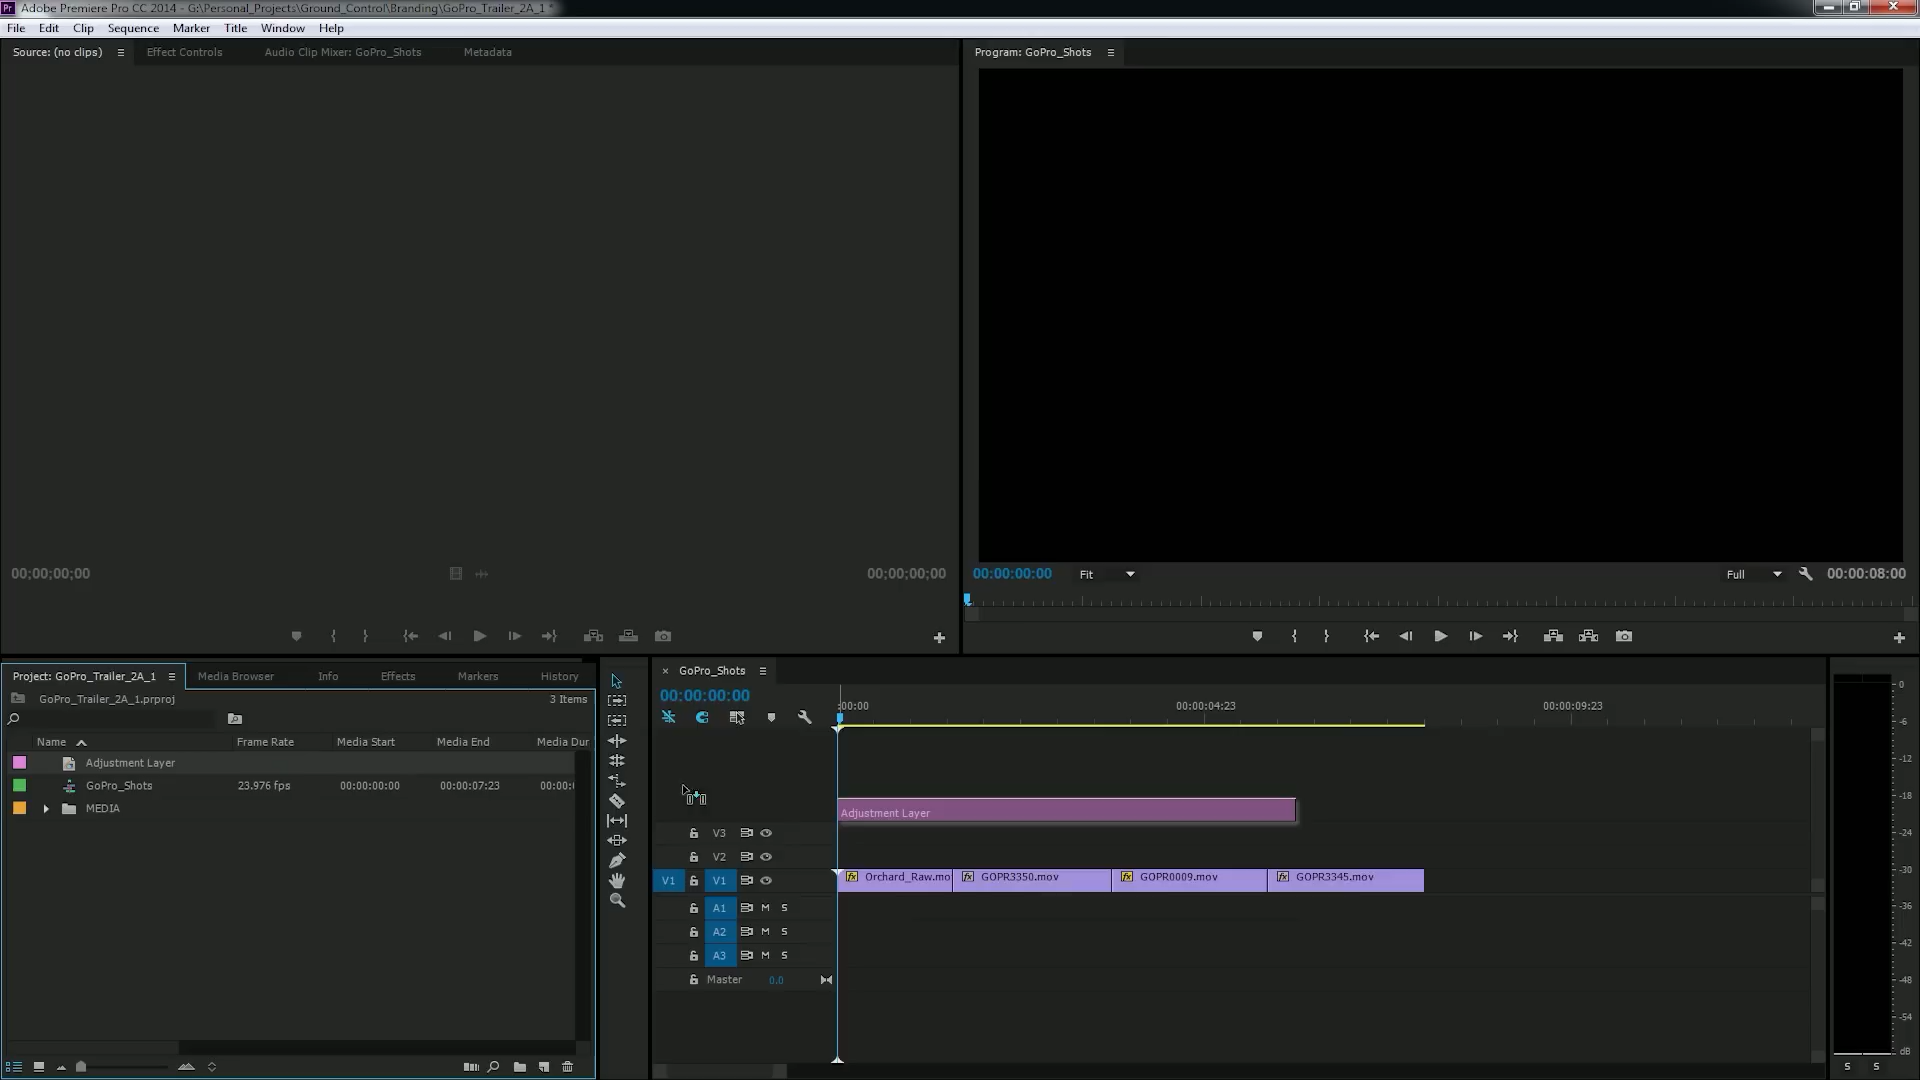 Adobe Premiere Pro CC 2014 - G:\Personal_Projects\Ground_Control\Branding\GoPro_Trailer_2A_1 *
File Edit Clip Sequence Marker Title Window Help
Source: (no clips) Effect Controls Audio Clip Mixer: GoPro_Shots Metadata
Program: GoPro_Shots
00;00;00;00 00;00;00;00
00:00:00:00 Fit Full 00:00:08:00
Project: GoPro_Trailer_2A_1 Media Browser Info Effects Markers History
GoPro_Trailer_2A_1.prproj 3 Items
Name Frame Rate Media Start Media End Media Dur
Adjustment Layer
GoPro_Shots 23.976 fps 00:00:00:00 00:00:07:23 00:00:
MEDIA
GoPro_Shots
00:00:00:00
:00:00 00:00:04:23 00:00:09:23
Adjustment Layer
V3
V2
V1 V1 Orchard_Raw.mo GOPR3350.mov GOPR0009.mov GOPR3345.mov
A1 M S
A2 M S
A3 M S
Master 0.0
0
-6
-12
-18
-24
-30
-36
-42
-48
-54
dB
S S